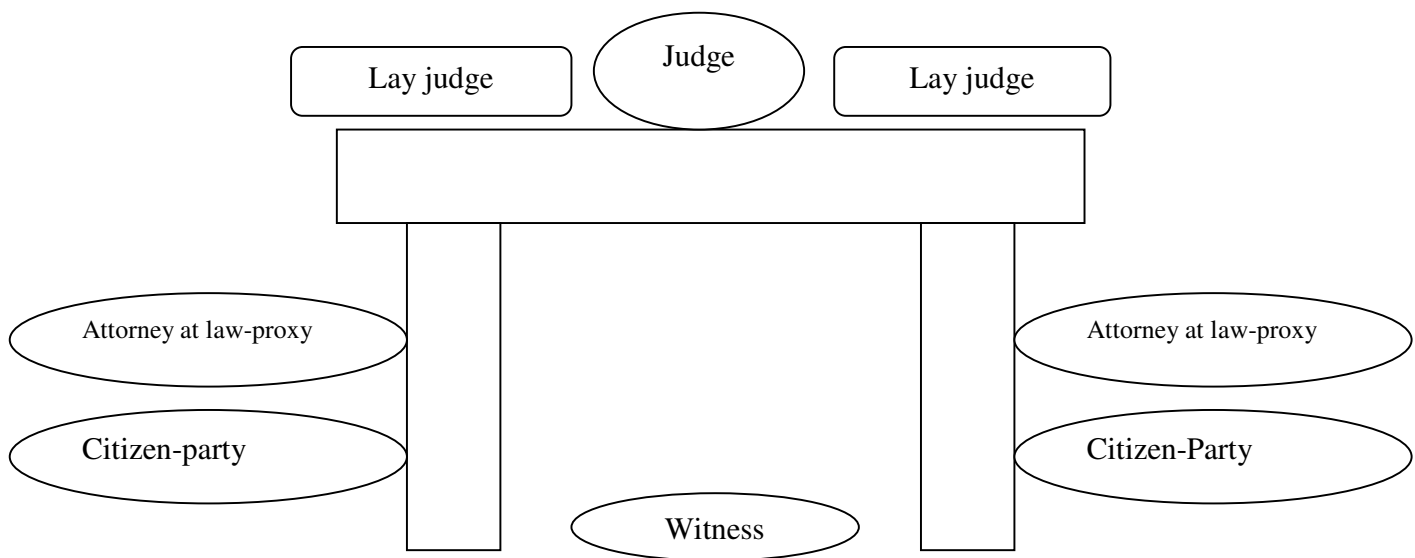 Lay judge
Judge
Lay judge
Attorney at law-proxy
Attorney at law-proxy
Citizen-party
Citizen-Party
Witness